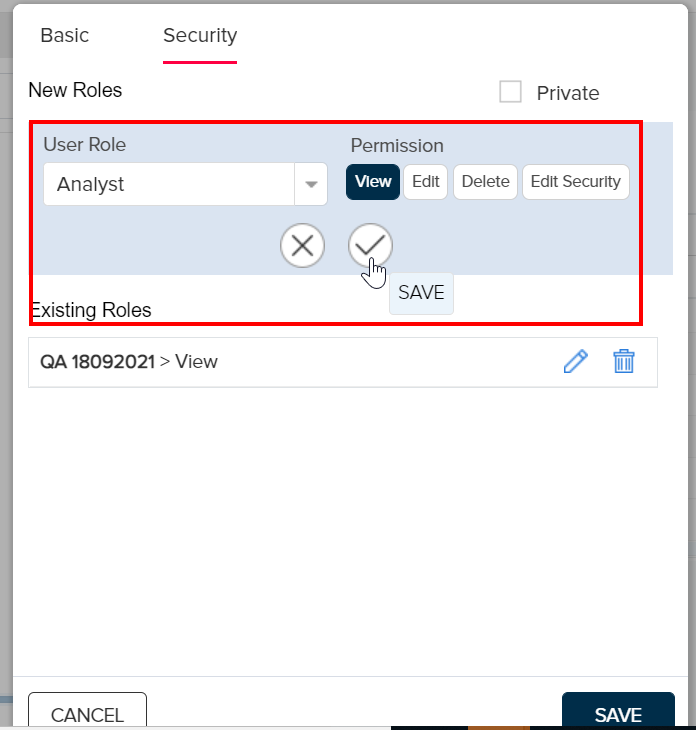 Basic Security
New Roles Private
User Role Permission
Analyst View Edit Delete Edit Security
SAVE
Existing Roles
QA 18092021 > View
CANCEL SAVE